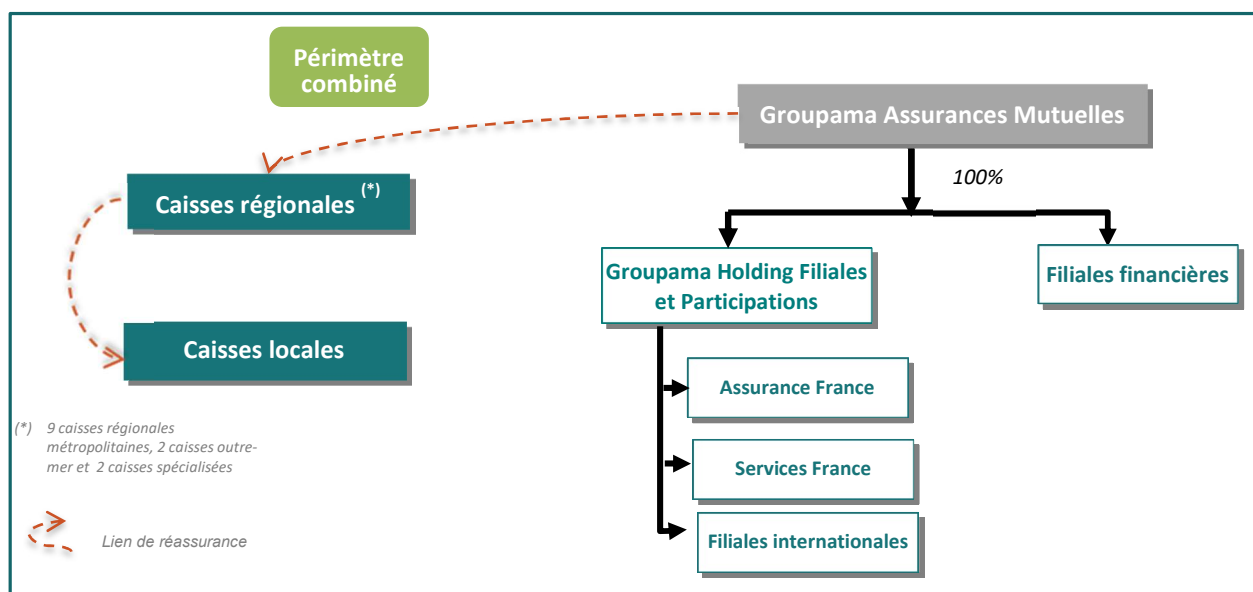 Périmètre
combiné
Groupama Assurances Mutuelles
100%
Caisses régionales (*)
Groupama Holding Filiales
et Participations
Filiales financières
Caisses locales
Assurance France
Services France
Filiales internationales
(*) 9 caisses régionales
métropolitaines, 2 caisses outre-
mer et 2 caisses spécialisées
Lien de réassurance